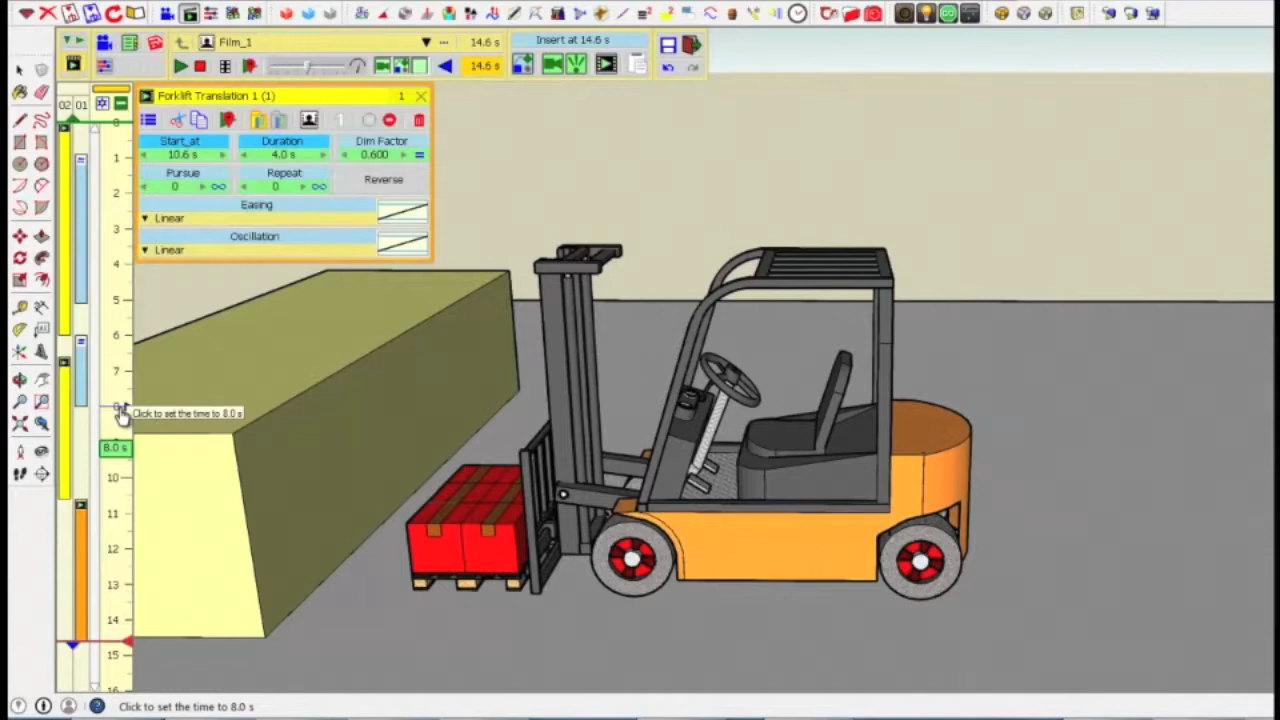 Film_1
14.6 s
Insert at 14.6 s
14.6 s
Forklift Translation 1 (1)
1
02 01
Start_at
Duration
Dim Factor
10.6 s
4.0 s
0.600
Pursue
Repeat
Reverse
0
0
Easing
Linear
Oscillation
Linear
0
1
2
3
4
5
6
7
8
Click to set the time to 8.0 s
8.0 s
10
11
12
13
14
15
16
Click to set the time to 8.0 s